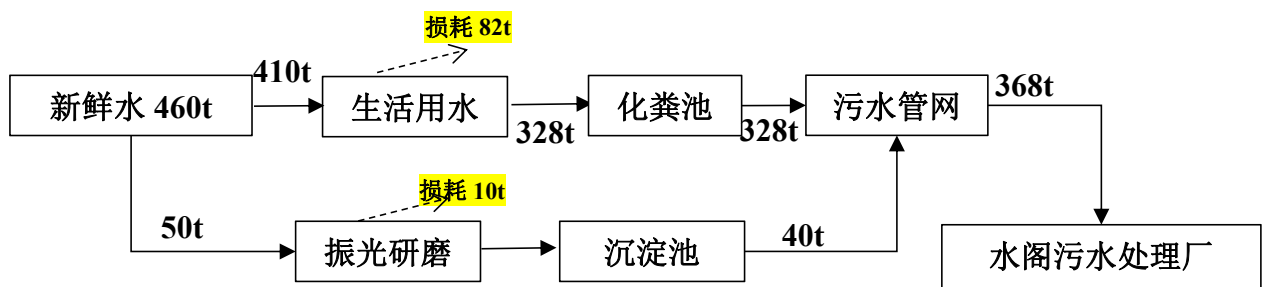 损耗 82t
410t
新鲜水 460t
生活用水
328t
化粪池
328t
污水管网
368t
损耗 10t
50t
振光研磨
沉淀池
40t
水阁污水处理厂